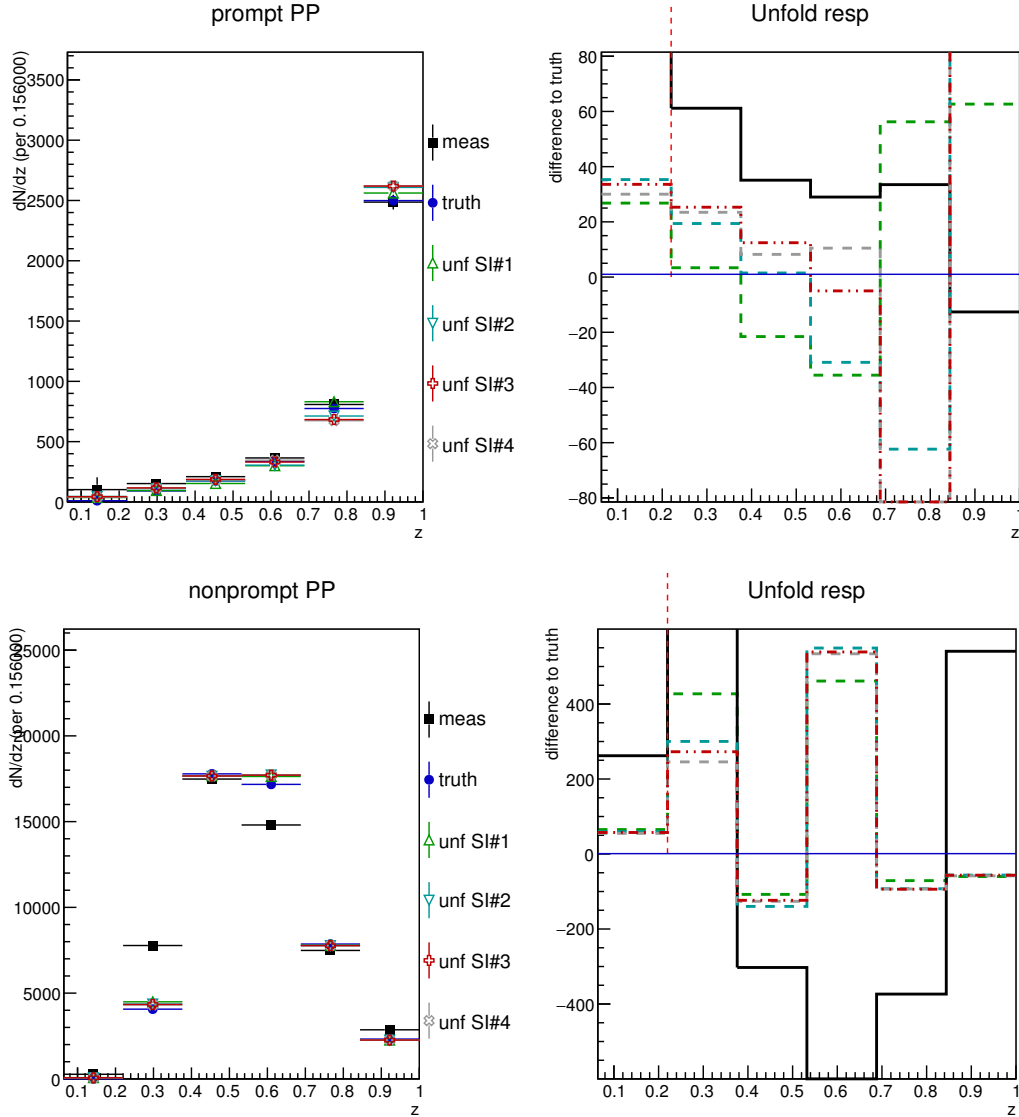 prompt PP
dN/dz (per 0.156000)
3500
3000
2500
2000
1500
1000
500
0
0.1 0.2 0.3 0.4 0.5 0.6 0.7 0.8 0.9 1
z
meas
truth
unf SI#1
unf SI#2
unf SI#3
unf SI#4
Unfold resp
difference to truth
80
60
40
20
0
−20
−40
−60
−80
0.1 0.2 0.3 0.4 0.5 0.6 0.7 0.8 0.9 1
z
nonprompt PP
dN/dz (per 0.156000)
25000
20000
15000
10000
5000
0
0.1 0.2 0.3 0.4 0.5 0.6 0.7 0.8 0.9 1
z
meas
truth
unf SI#1
unf SI#2
unf SI#3
unf SI#4
Unfold resp
difference to truth
400
200
0
−200
−400
0.1 0.2 0.3 0.4 0.5 0.6 0.7 0.8 0.9 1
z